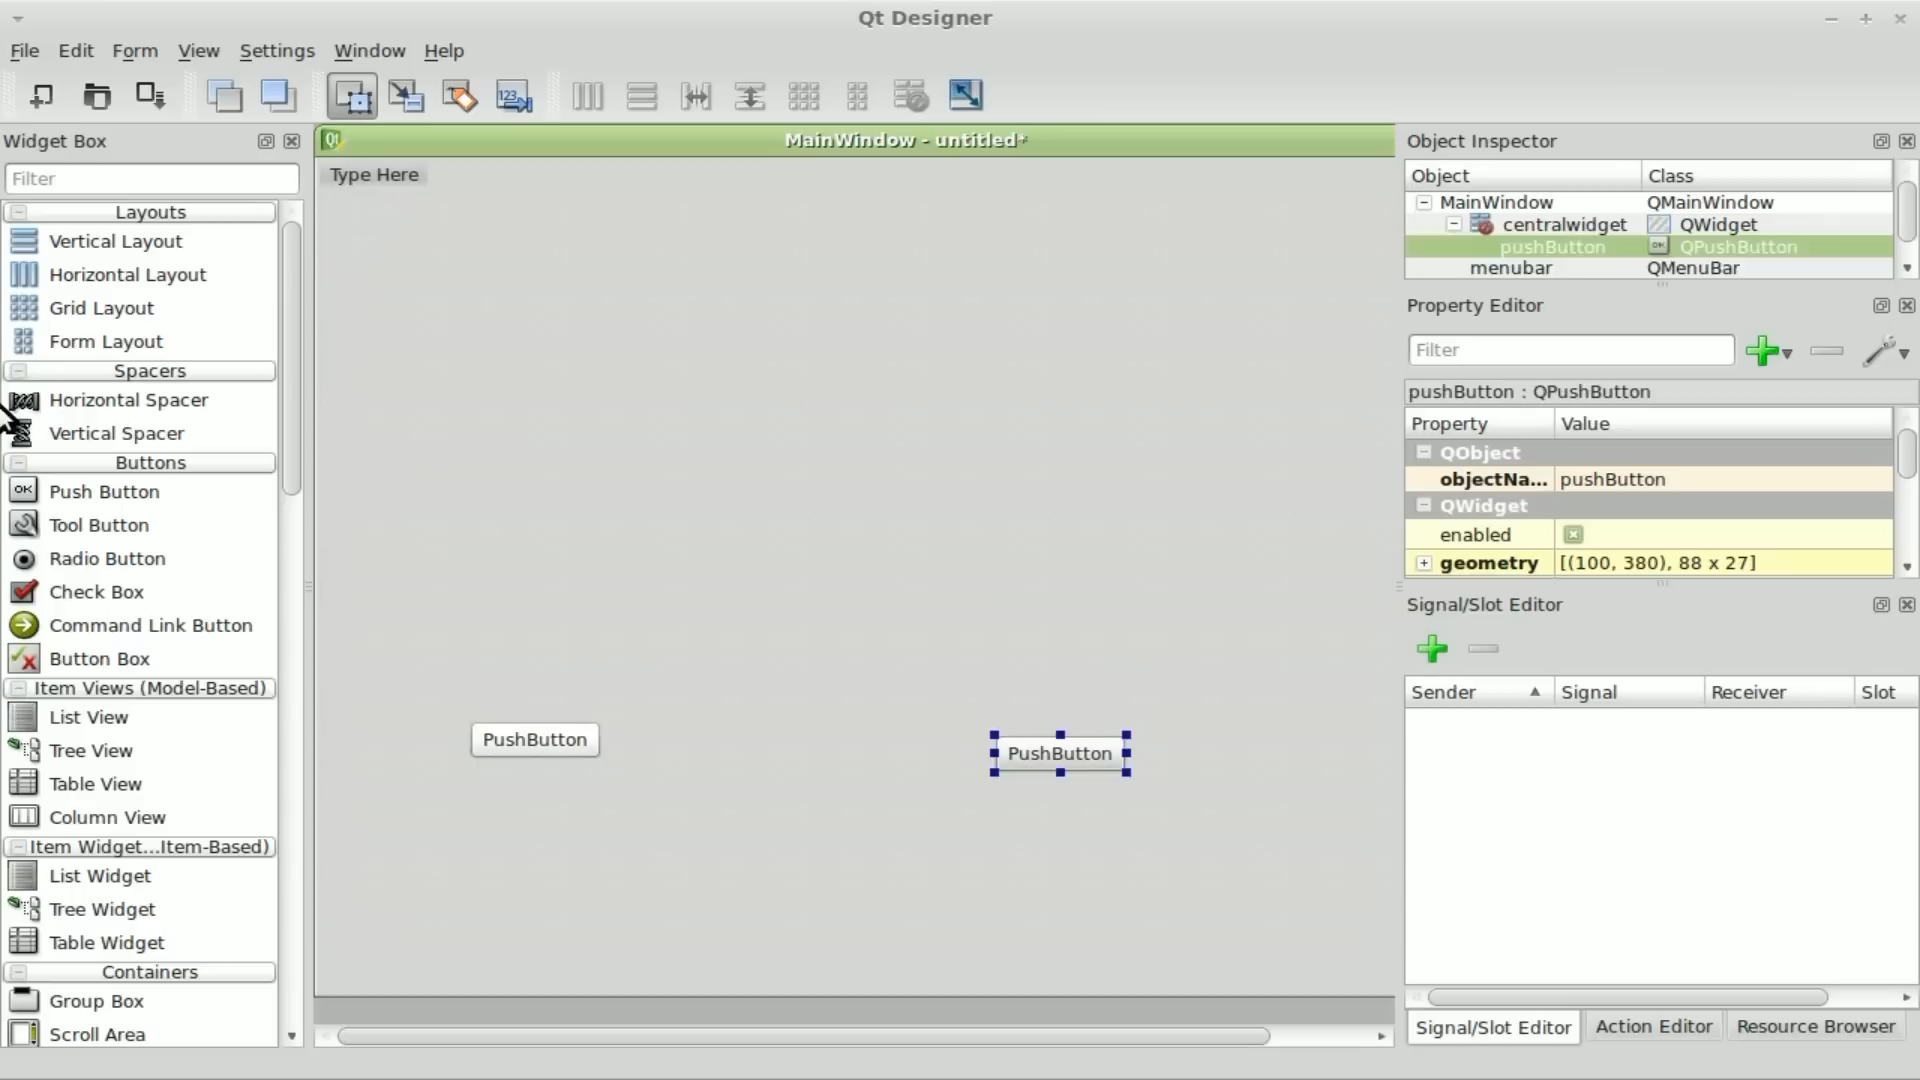 Qt Designer
File Edit Form View Settings Window Help
123
Widget Box
Filter
Layouts
Vertical Layout
Horizontal Layout
Grid Layout
Form Layout
Spacers
Horizontal Spacer
Vertical Spacer
Buttons
OK Push Button
Tool Button
Radio Button
Check Box
Command Link Button
Button Box
Item Views (Model-Based)
List View
Tree View
Table View
Column View
Item Widget...Item-Based)
List Widget
Tree Widget
Table Widget
Containers
Group Box
Scroll Area
Qt MainWindow - untitled*
Type Here
PushButton
PushButton
Object Inspector
Object Class
MainWindow QMainWindow
centralwidget QWidget
pushButton OK QPushButton
menubar QMenuBar
Property Editor
Filter
pushButton : QPushButton
Property Value
QObject
objectNa... pushButton
QWidget
enabled
geometry [(100, 380), 88 x 27]
Signal/Slot Editor
Sender Signal Receiver Slot
Signal/Slot Editor Action Editor Resource Browser